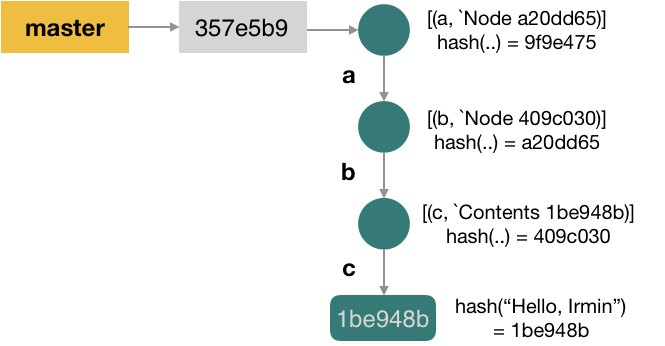 master
357e5b9
[(a, `Node a20dd65)]
hash(..) = 9f9e475
a
[(b, `Node 409c030)]
hash(..) = a20dd65
b
[(c, `Contents 1be948b)]
hash(..) = 409c030
c
1be948b
hash(“Hello, Irmin”)
= 1be948b